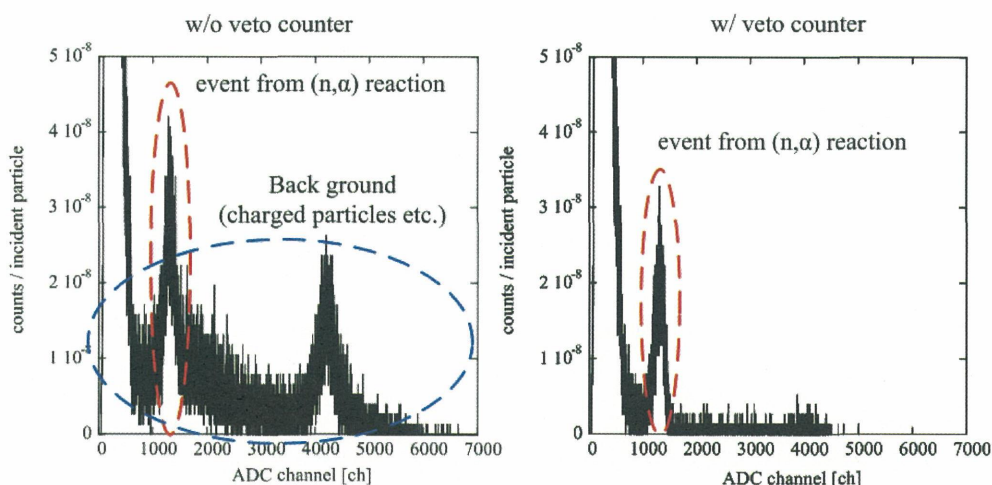 w/o veto counter
5 10-8
4 10-8
3 10-8
2 10-8
1 10-8
0
counts / incident particle
event from (n,α) reaction
Back ground
(charged particles etc.)
0 1000 2000 3000 4000 5000 6000 7000
ADC channel [ch]
w/ veto counter
5 10-8
4 10-8
3 10-8
2 10-8
1 10-8
0
counts / incident particle
event from (n,α) reaction
0 1000 2000 3000 4000 5000 6000 7000
ADC channel [ch]